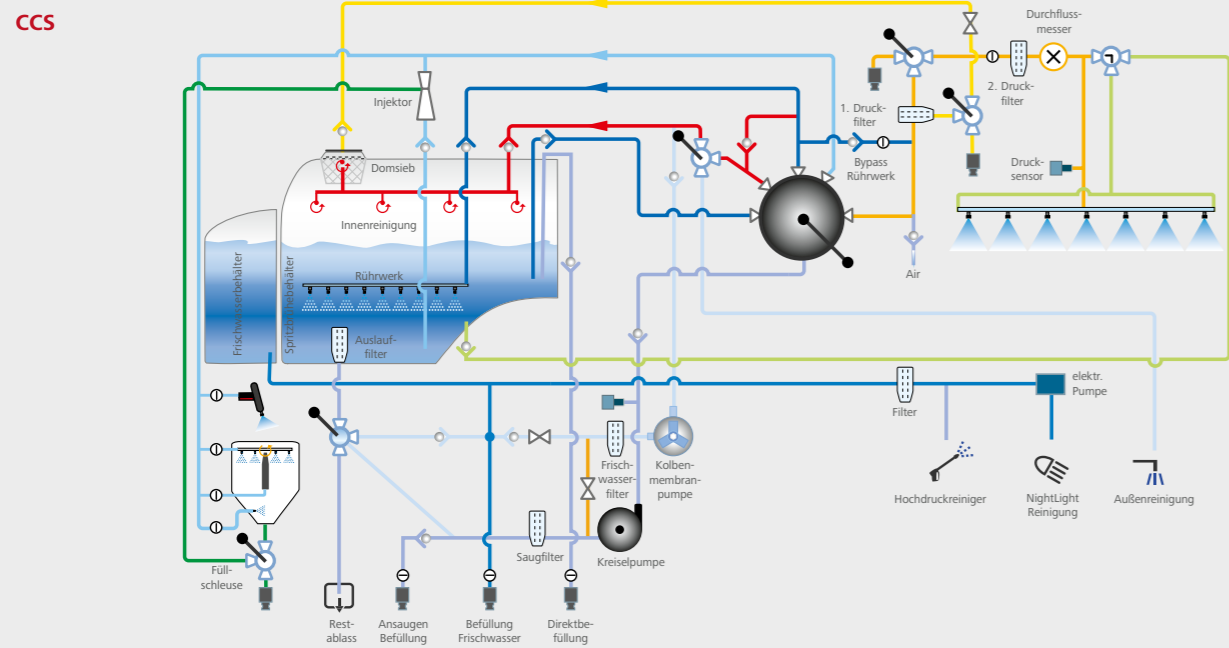 CCS
Durchfluss-
messer
Injektor
1. Druck-
filter
2. Druck-
filter
Domsieb
Bypass
Rührwerk
Druck-
sensor
Innenreinigung
Air
Rührwerk
Frischwasserbehälter
Spritzbrühebehälter
Auslauf-
filter
elektr.
Pumpe
Filter
Frisch-
wasser-
filter
Kolben-
membran-
pumpe
Hochdruckreiniger
NightLight
Reinigung
Außenreinigung
Saugfilter
Kreiselpumpe
Füll-
schleuse
Rest-
ablass
Ansaugen
Befüllung
Befüllung
Frischwasser
Direktbe-
füllung